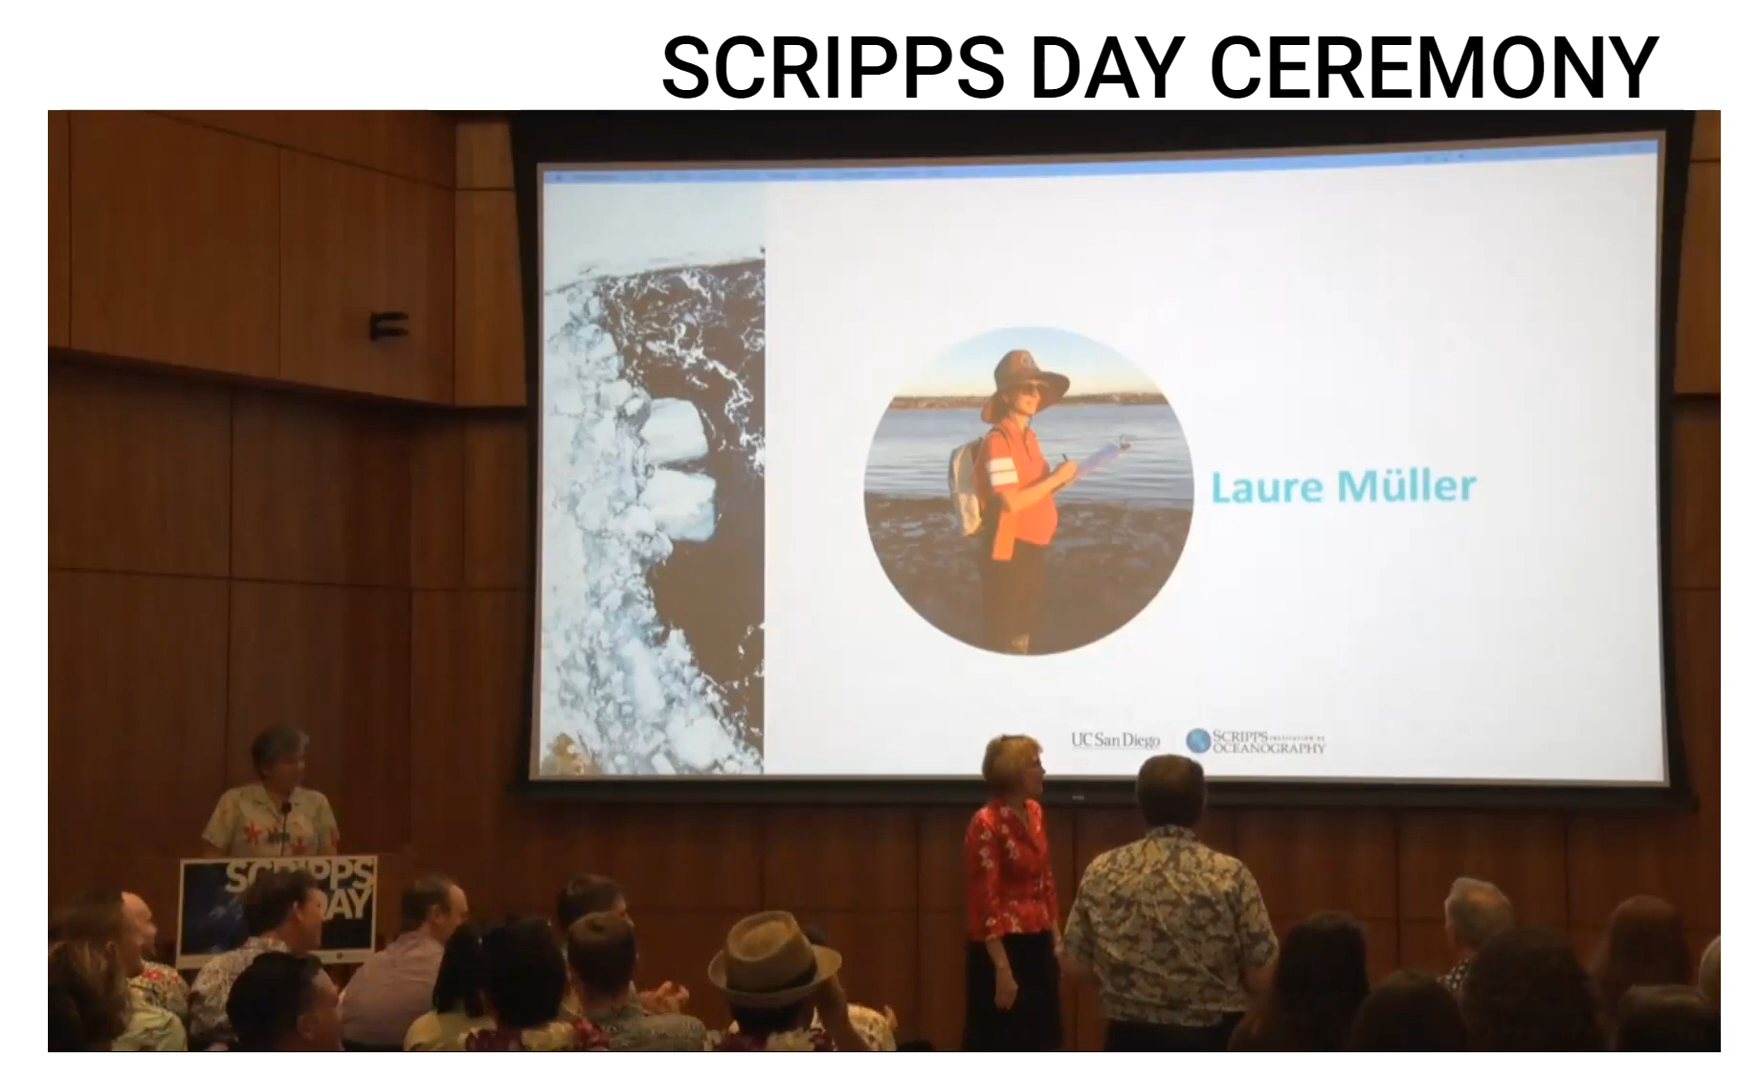 SCRIPPS DAY CEREMONY
Laure Müller
UC San Diego
SCRIPPS INSTITUTION OF
OCEANOGRAPHY
SCRIPPS
DAY